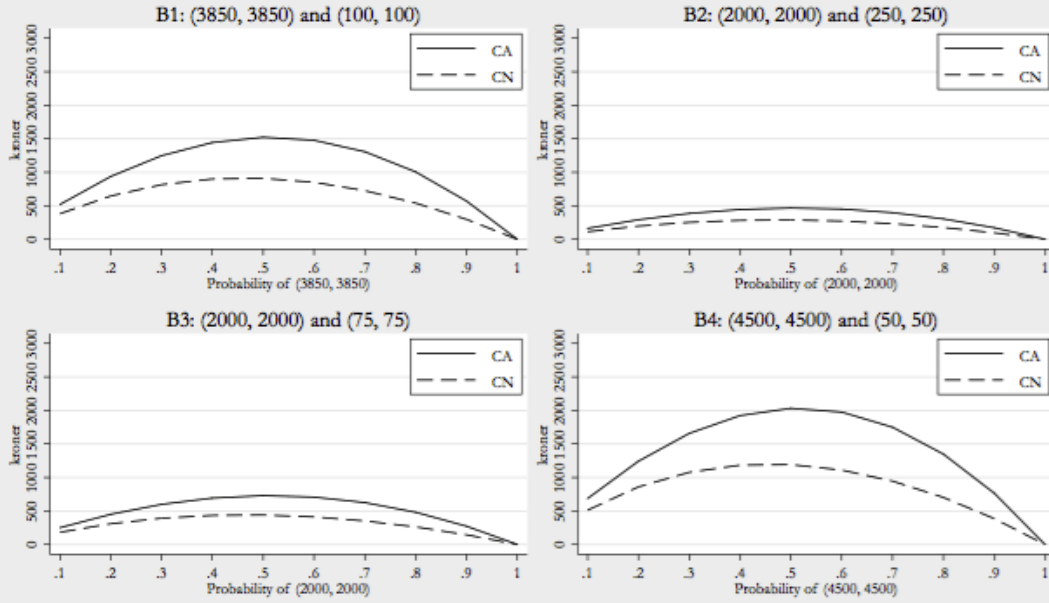 B1: (3850, 3850) and (100, 100)
CA
CN
kroner
0 500 1000 1500 2000 2500 3000
.1 .2 .3 .4 .5 .6 .7 .8 .9 1
Probability of (3850, 3850)
B2: (2000, 2000) and (250, 250)
CA
CN
kroner
0 500 1000 1500 2000 2500 3000
.1 .2 .3 .4 .5 .6 .7 .8 .9 1
Probability of (2000, 2000)
B3: (2000, 2000) and (75, 75)
CA
CN
kroner
0 500 1000 1500 2000 2500 3000
.1 .2 .3 .4 .5 .6 .7 .8 .9 1
Probability of (2000, 2000)
B4: (4500, 4500) and (50, 50)
CA
CN
kroner
0 500 1000 1500 2000 2500 3000
.1 .2 .3 .4 .5 .6 .7 .8 .9 1
Probability of (4500, 4500)